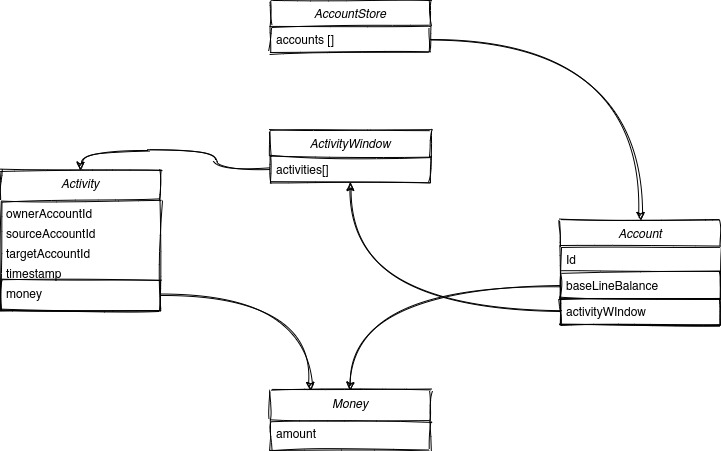 AccountStore
accounts []
ActivityWindow
activities[]
Activity
ownerAccountId
sourceAccountId
targetAccountId
timestamp
money
Account
Id
baseLineBalance
activityWIndow
Money
amount